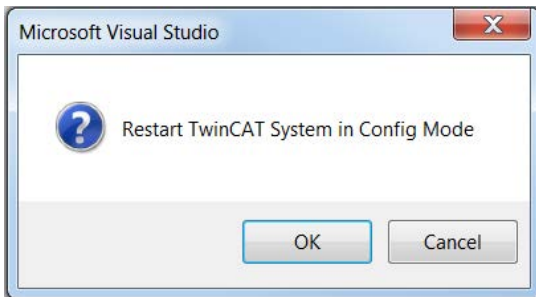 Microsoft Visual Studio
Restart TwinCAT System in Config Mode
OK
Cancel